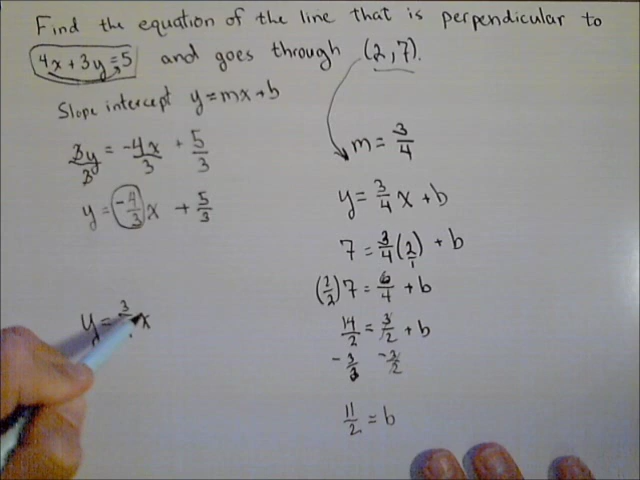 Find the equation of the line that is perpendicular to
4x+3y=5 and goes through (2,7).
Slope intercept y=mx+b
3y/3 = -4x/3 + 5/3
y = -4/3 x + 5/3
y = 3/ x
m = 3/4
y = 3/4 x + b
7 = 3/4 (2/1) + b
(2/2) 7 = 6/4 + b
14/2 = 3/2 + b
-3/2 -3/2
11/2 = b